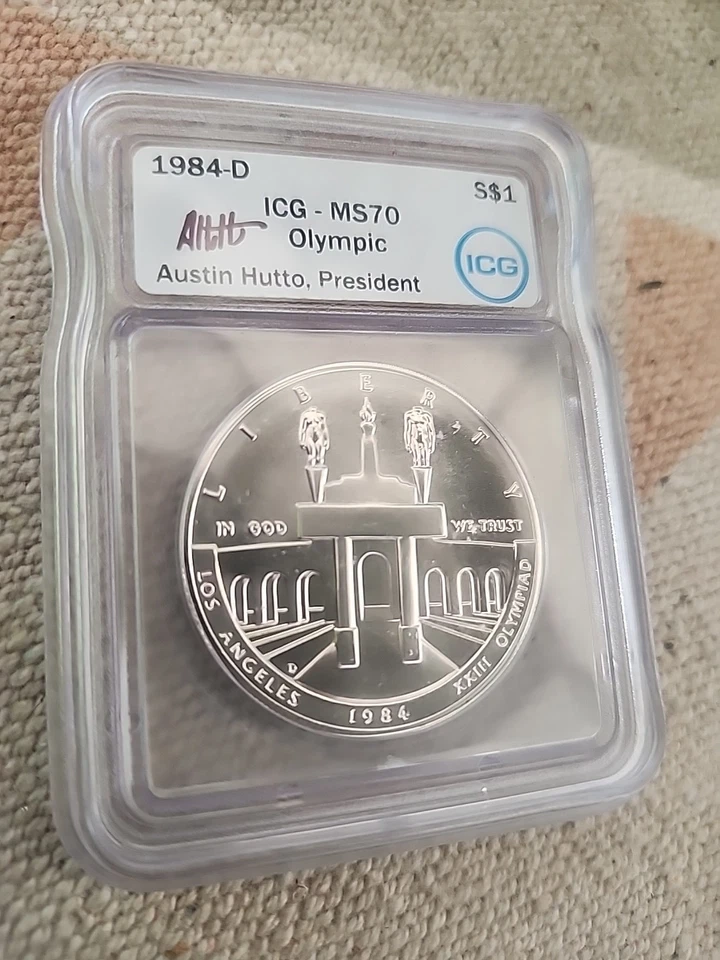 1984-D
S$1
ICG - MS70
Olympic
Austin Hutto, President
ICG
LIBERTY
IN GOD WE TRUST
LOS ANGELES XXIII OLYMPIAD
D
1984